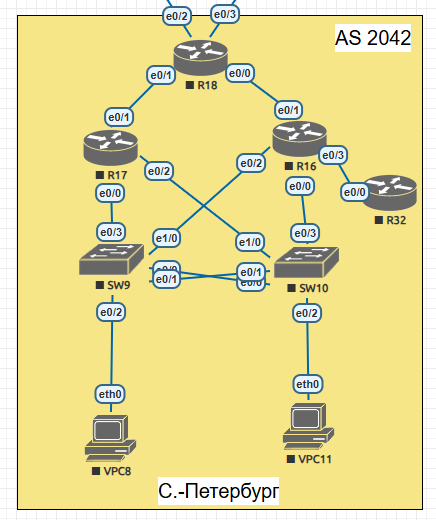 e0/2
e0/3
AS 2042
e0/1
e0/0
R18
e0/1
e0/1
R17
R16
e0/3
e0/2
e0/2
e0/0
e0/0
e0/0
R32
e0/3
e1/0
e1/0
e0/3
e0/0
e0/1
e0/1
e0/0
SW9
SW10
e0/2
e0/2
eth0
eth0
VPC8
VPC11
С.-Петербург